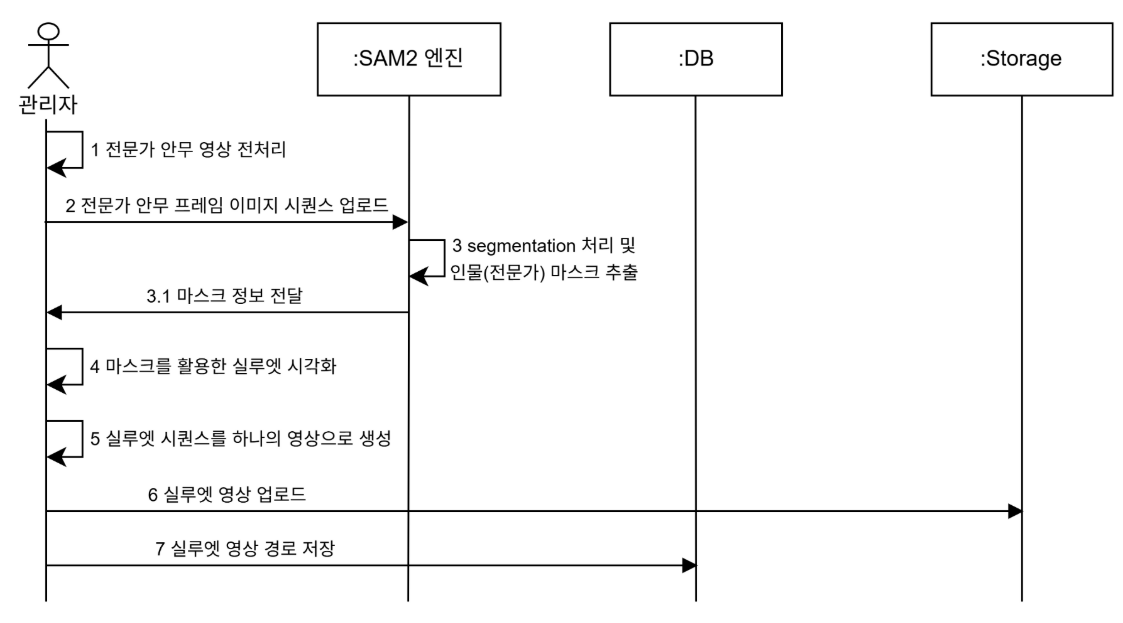 :SAM2 엔진
:DB
:Storage
관리자
1 전문가 안무 영상 전처리
2 전문가 안무 프레임 이미지 시퀀스 업로드
3 segmentation 처리 및
인물(전문가) 마스크 추출
3.1 마스크 정보 전달
4 마스크를 활용한 실루엣 시각화
5 실루엣 시퀀스를 하나의 영상으로 생성
6 실루엣 영상 업로드
7 실루엣 영상 경로 저장